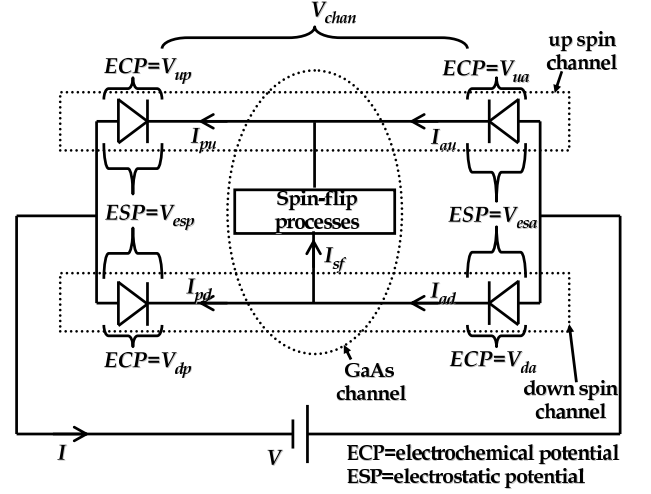 V_chan
up spin
channel
ECP=V_up
ECP=V_ua
I_pu
I_au
Spin-flip
processes
ESP=V_esp
ESP=V_esa
I_sf
I_pd
I_ad
ECP=V_dp
ECP=V_da
GaAs
channel
down spin
channel
I
V
ECP=electrochemical potential
ESP=electrostatic potential